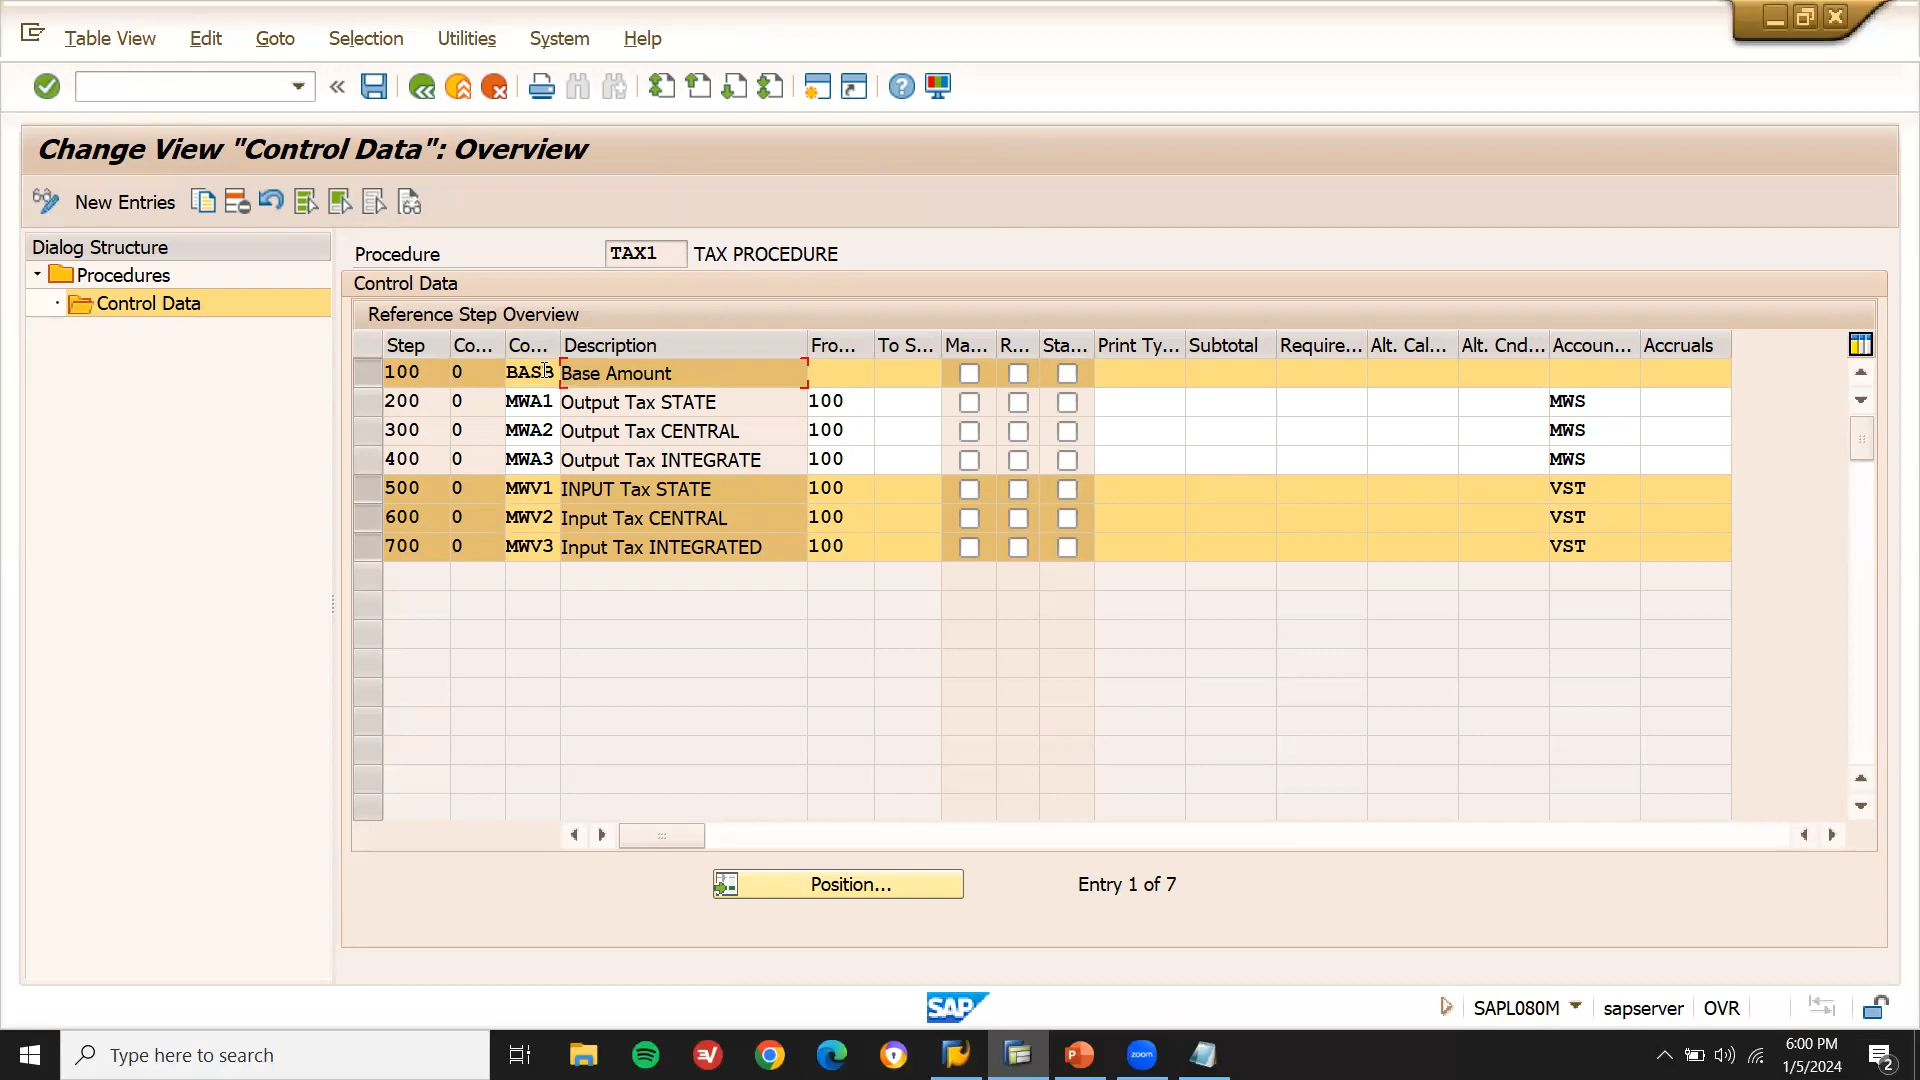 Table View Edit Goto Selection Utilities System Help
Change View "Control Data": Overview
New Entries
Dialog Structure
Procedures
Control Data
Procedure TAX1 TAX PROCEDURE
Control Data
Reference Step Overview
Step Co... Co... Description Fro... To S... Ma... R... Sta... Print Ty... Subtotal Require... Alt. Cal... Alt. Cnd... Accoun... Accruals
100 0 BASB Base Amount
200 0 MWA1 Output Tax STATE 100 MWS
300 0 MWA2 Output Tax CENTRAL 100 MWS
400 0 MWA3 Output Tax INTEGRATE 100 MWS
500 0 MWV1 INPUT Tax STATE 100 VST
600 0 MWV2 Input Tax CENTRAL 100 VST
700 0 MWV3 Input Tax INTEGRATED 100 VST
Position... Entry 1 of 7
SAP SAPL080M sapserver OVR
Type here to search
zoom
6:00 PM
1/5/2024
2